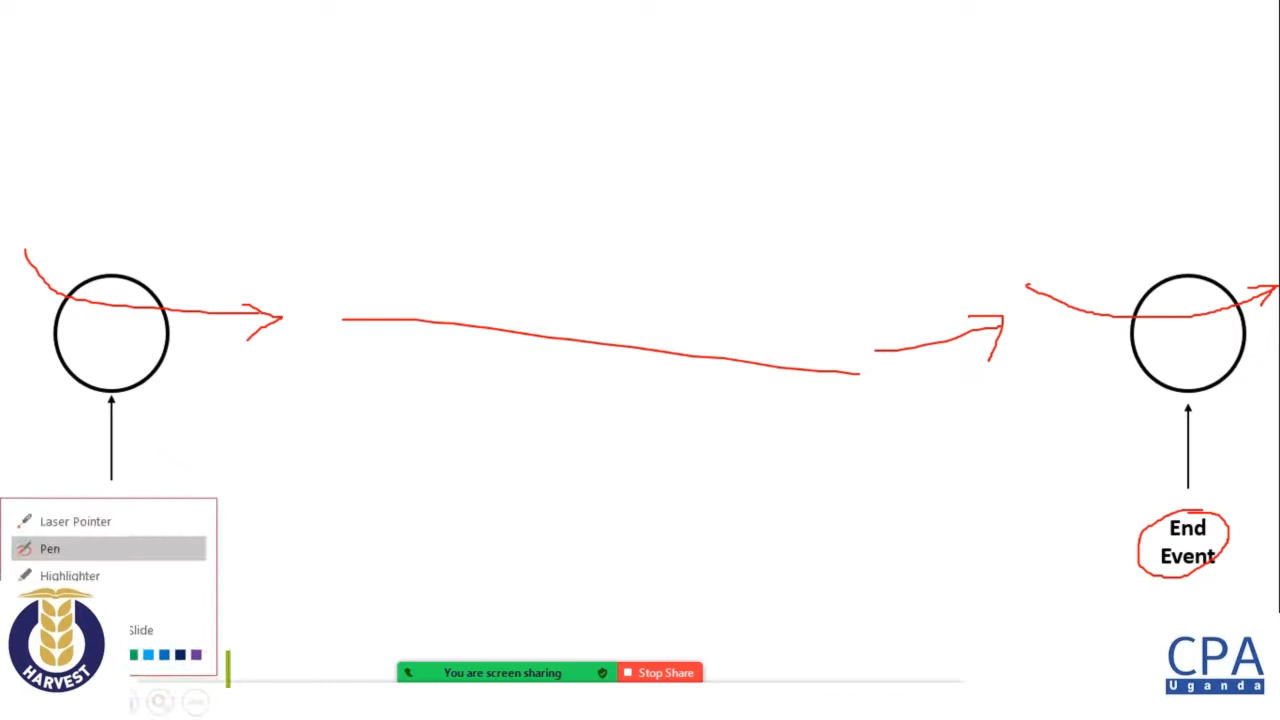 Laser Pointer
Pen
Highlighter
Slide
HARVEST
You are screen sharing
Stop Share
End
Event
CPA
Uganda